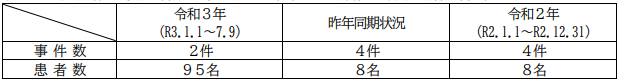 令和3年 昨年同期状況 令和2年
(R3.1.1~7.9) (R2.1.1~R2.12.31)
事件数 2件 4件 4件
患者数 95名 8名 8名